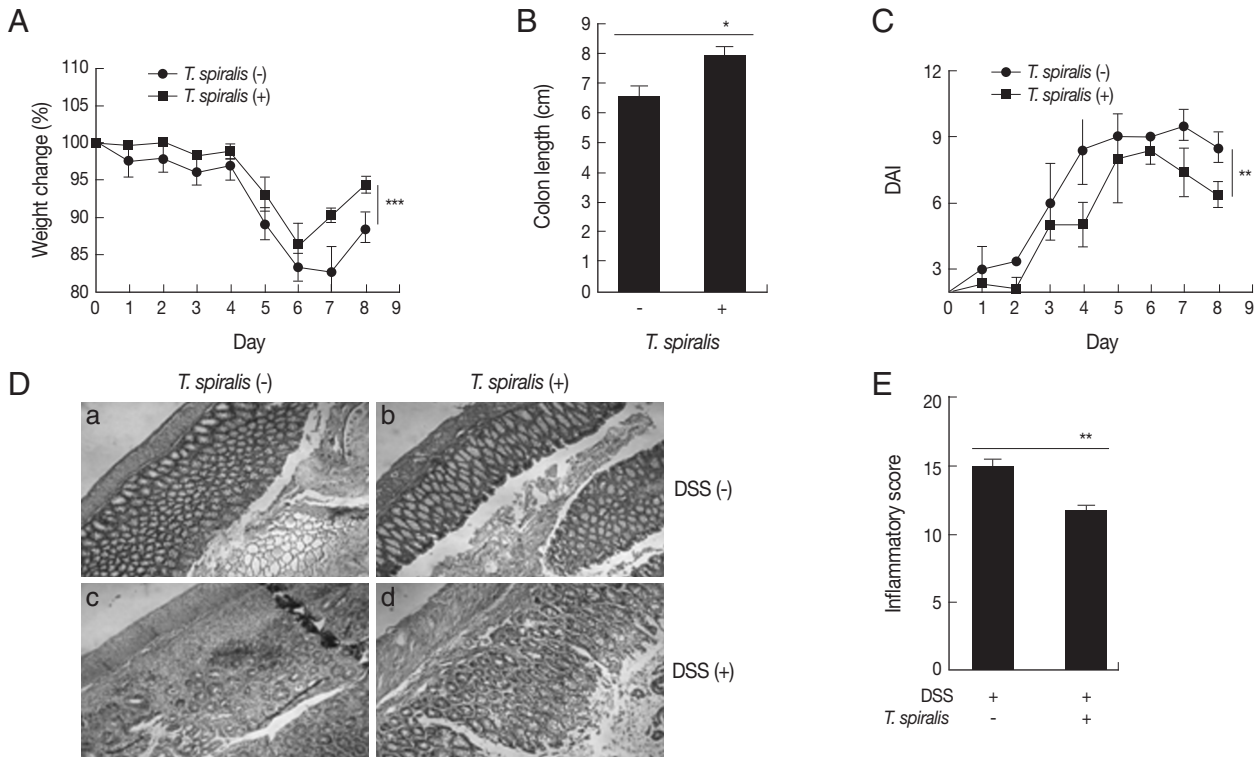 A
110
105
100
95
90
85
80
Weight change (%)
T. spiralis (-)
T. spiralis (+)
***
0 1 2 3 4 5 6 7 8 9
Day
B
9
8
7
6
5
4
3
2
1
0
Colon length (cm)
*
- +
T. spiralis
C
12
9
6
3
DAI
T. spiralis (-)
T. spiralis (+)
**
0 1 2 3 4 5 6 7 8 9
Day
D
T. spiralis (-) T. spiralis (+)
a b
DSS (-)
c d
DSS (+)
E
20
15
10
5
0
Inflammatory score
**
DSS + +
T. spiralis - +